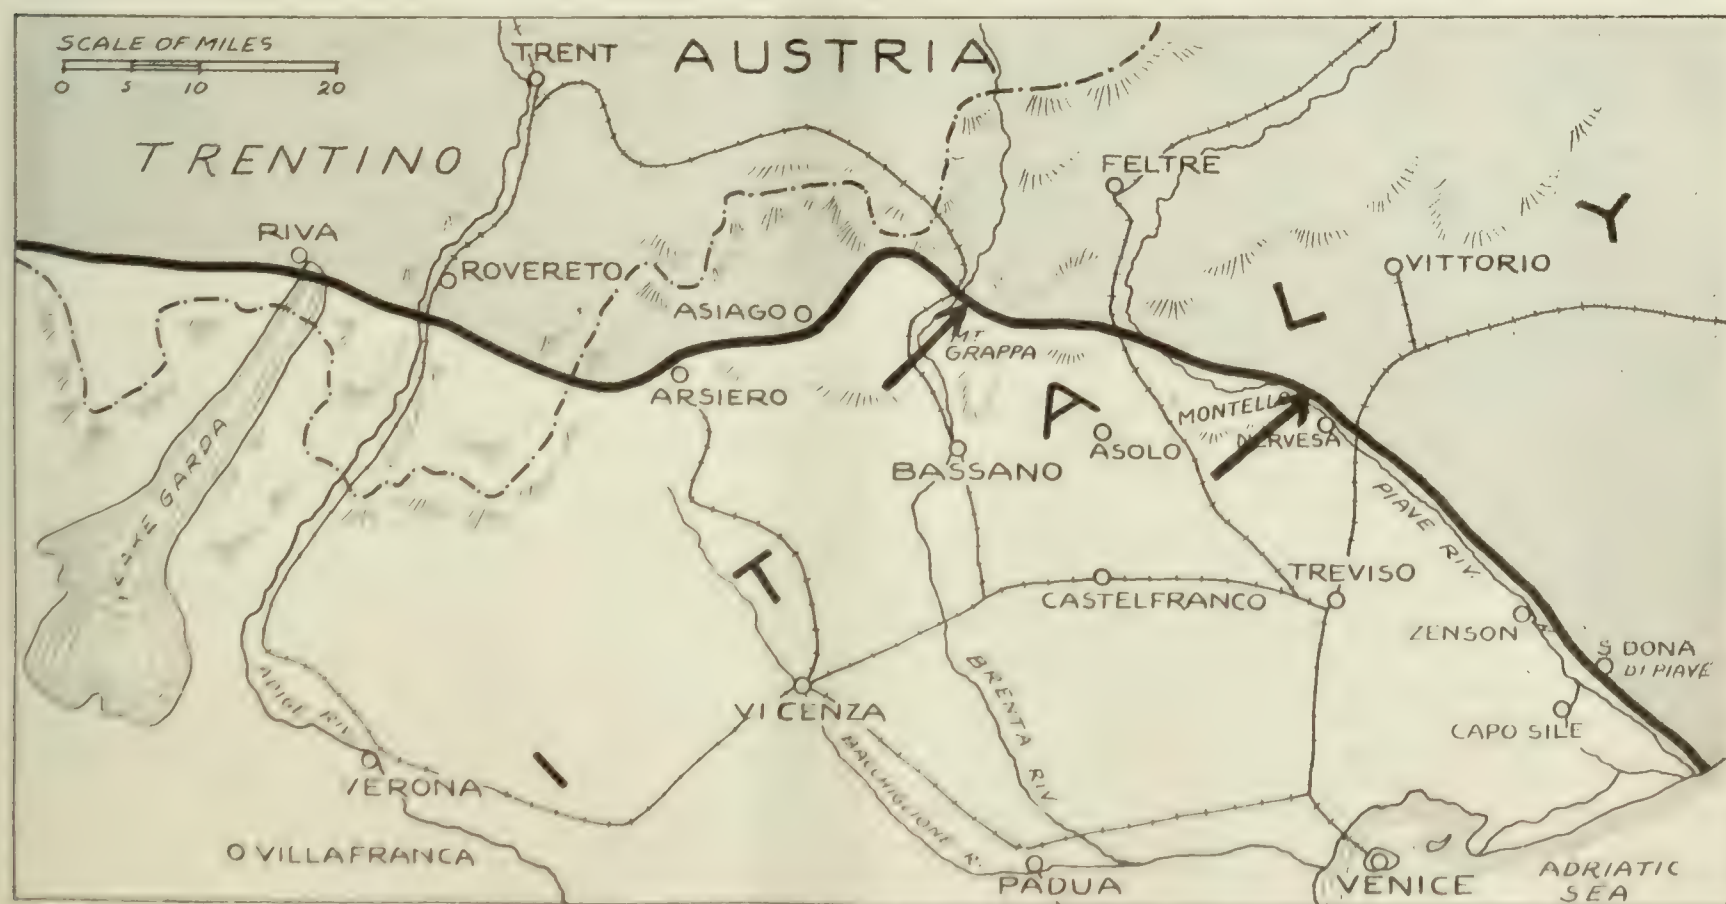 SCALE OF MILES
0 5 10 20
TRENT
AUSTRIA
TRENTINO
FELTRE
RIVA
ROVERETO
VITTORIO
ASIAGO
MT.
GRAPPA
ARSIERO
MONTELLO
NERVESA
ASOLO
BASSANO
LAKE GARDA
PIAVE RIV.
I T A L Y
TREVISO
CASTELFRANCO
ZENSON
S DONA
DI PIAVE
ADIGE RIV.
VICENZA
BRENTA RIV.
CAPO SILE
BACCHIGLIONE R.
VERONA
VILLAFRANCA
PADUA
VENICE
ADRIATIC
SEA